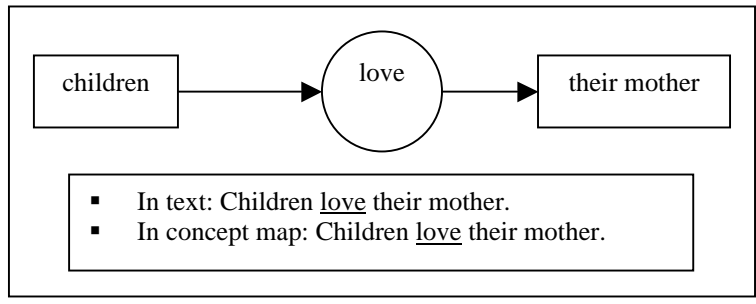 children
love
their mother
▪ In text: Children love their mother.
▪ In concept map: Children love their mother.